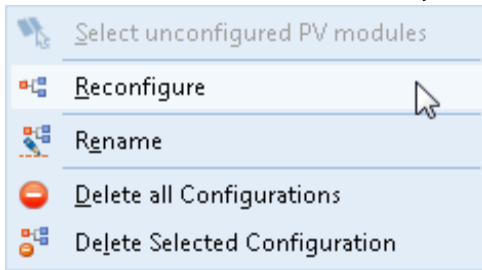 Select unconfigured PV modules
Reconfigure
Rename
Delete all Configurations
Delete Selected Configuration